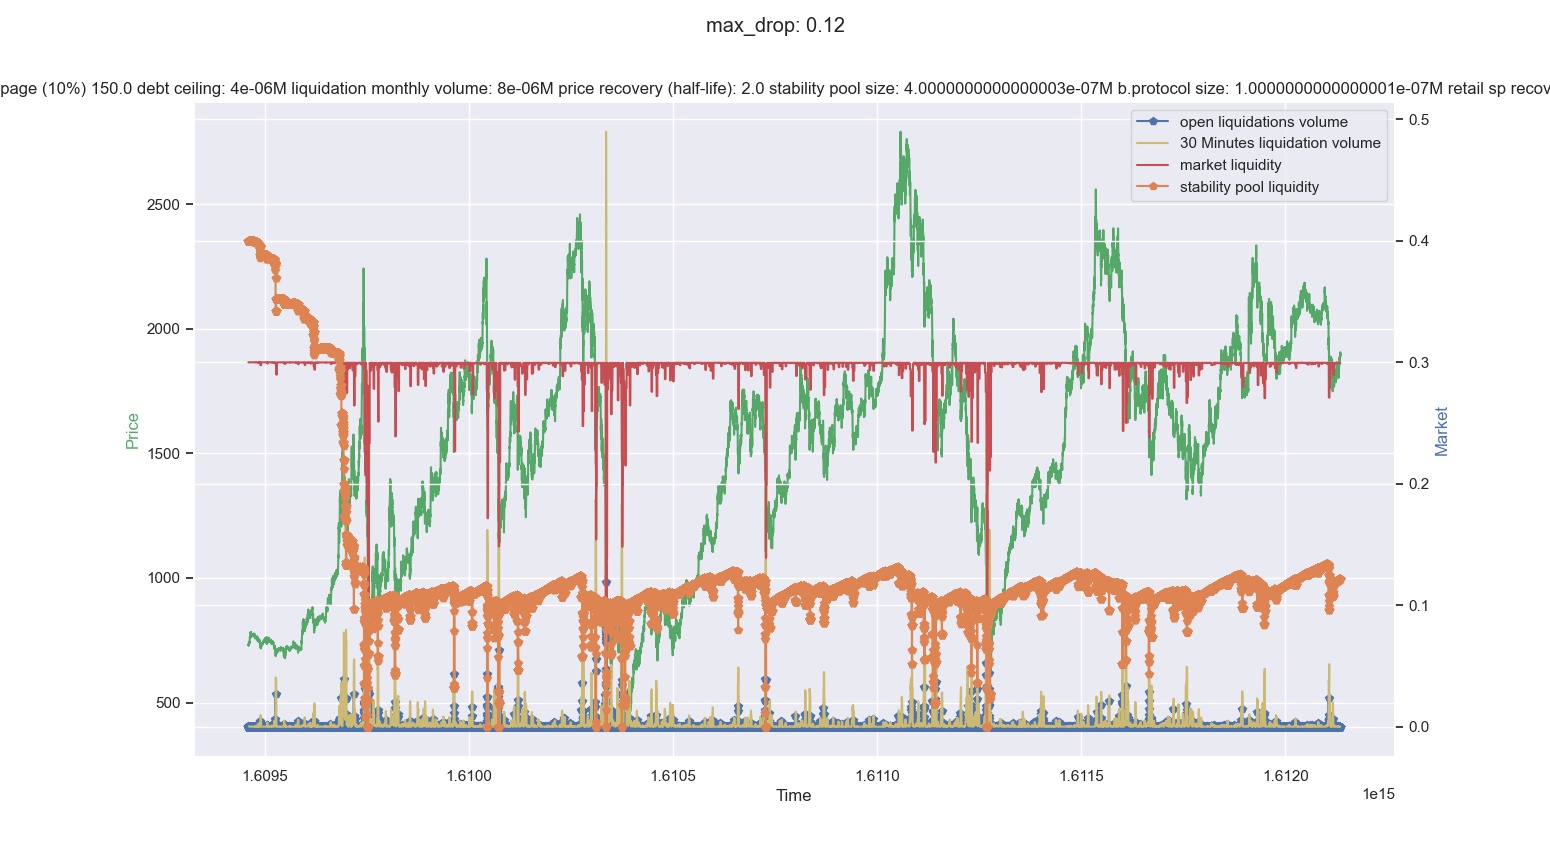 max_drop: 0.12
page (10%) 150.0 debt ceiling: 4e-06M liquidation monthly volume: 8e-06M price recovery (half-life): 2.0 stability pool size: 4.0000000000000003e-07M b.protocol size: 1.0000000000000001e-07M retail sp recov
open liquidations volume
30 Minutes liquidation volume
market liquidity
stability pool liquidity
Price
2500
2000
1500
1000
500
Market
0.5
0.4
0.3
0.2
0.1
0.0
1.6095 1.6100 1.6105 1.6110 1.6115 1.6120
Time
1e15